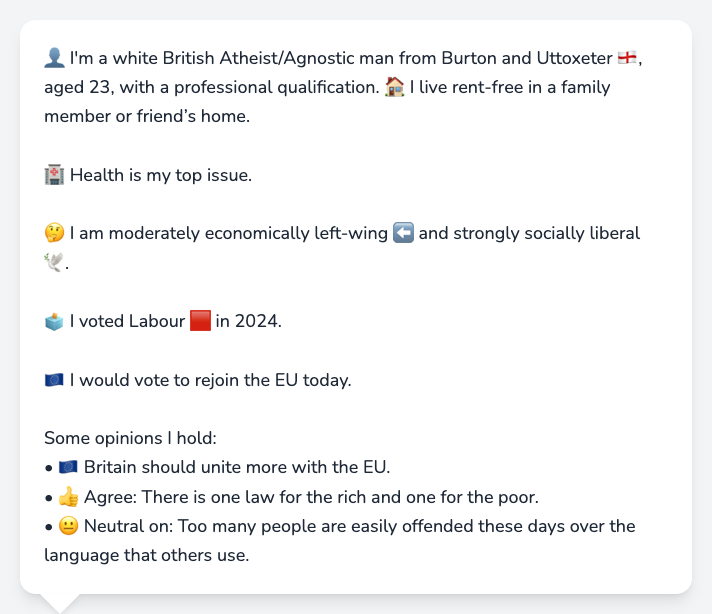 👤 I'm a white British Atheist/Agnostic man from Burton and Uttoxeter 🏴󠁧󠁢󠁥󠁮󠁧󠁿,
aged 23, with a professional qualification. 🏠 I live rent-free in a family
member or friend’s home.
🏥 Health is my top issue.
🤔 I am moderately economically left-wing ⬅️ and strongly socially liberal
🕊️.
🗳️ I voted Labour 🟥 in 2024.
🇪🇺 I would vote to rejoin the EU today.
Some opinions I hold:
• 🇪🇺 Britain should unite more with the EU.
• 👍 Agree: There is one law for the rich and one for the poor.
• 😐 Neutral on: Too many people are easily offended these days over the
language that others use.